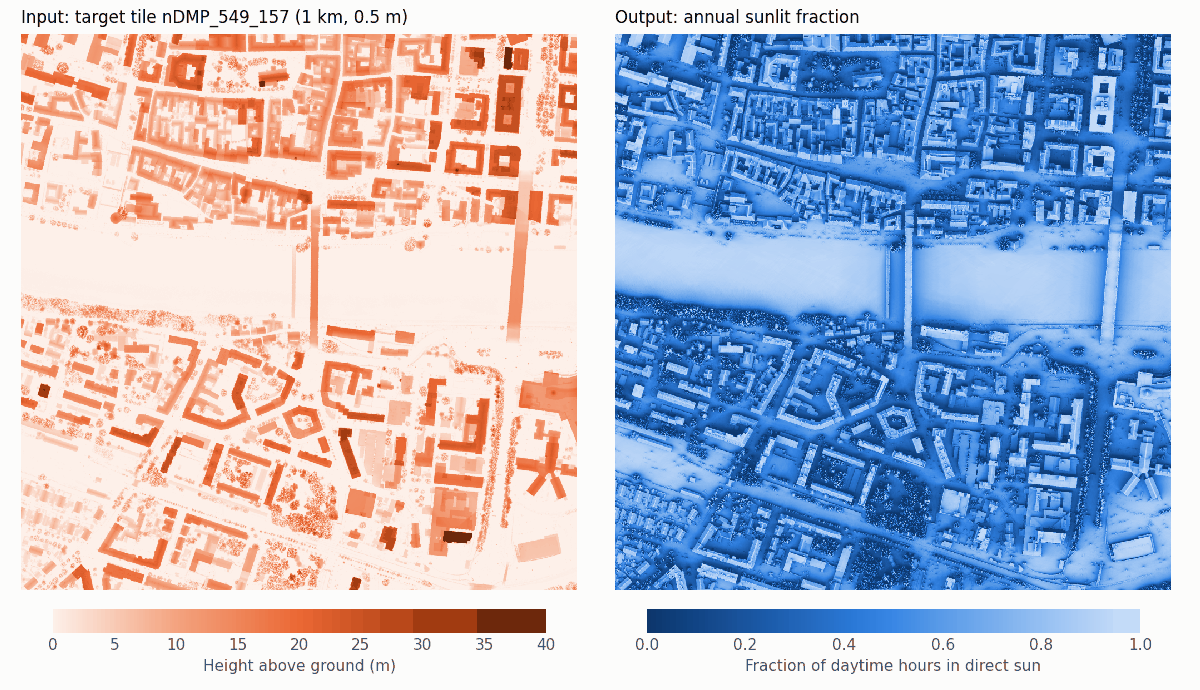 Input: target tile nDMP_549_157 (1 km, 0.5 m)
Output: annual sunlit fraction
0 5 10 15 20 25 30 35 40
Height above ground (m)
0.0 0.2 0.4 0.6 0.8 1.0
Fraction of daytime hours in direct sun